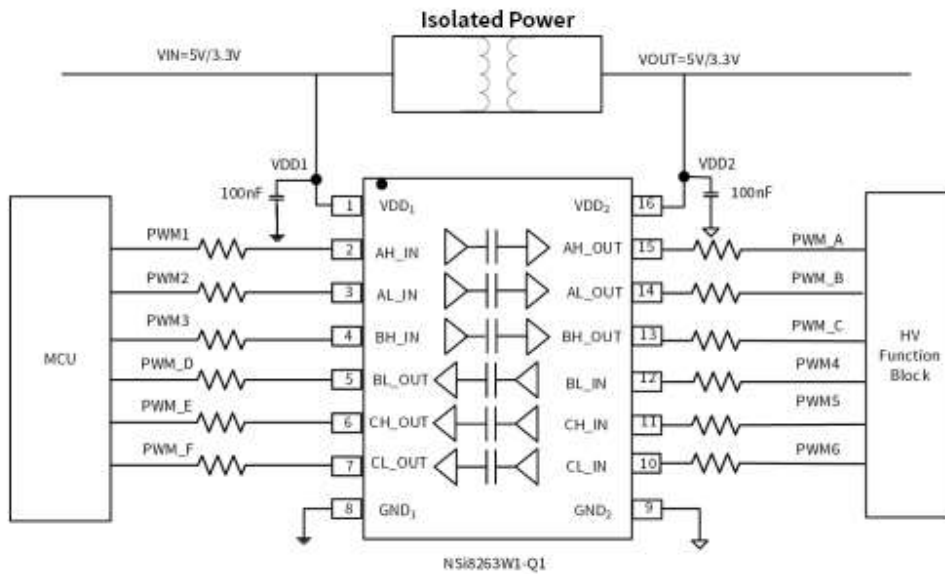 Isolated Power
VIN=5V/3.3V
VOUT=5V/3.3V
VDD1
VDD2
100nF
100nF
MCU
HV
Function
Block
1 VDD₁ VDD₂ 16
PWM1 2 AH_IN AH_OUT 15 PWM_A
PWM2 3 AL_IN AL_OUT 14 PWM_B
PWM3 4 BH_IN BH_OUT 13 PWM_C
PWM_D 5 BL_OUT BL_IN 12 PWM4
PWM_E 6 CH_OUT CH_IN 11 PWM5
PWM_F 7 CL_OUT CL_IN 10 PWM6
8 GND₁ GND₂ 9
NSi8263W1-Q1